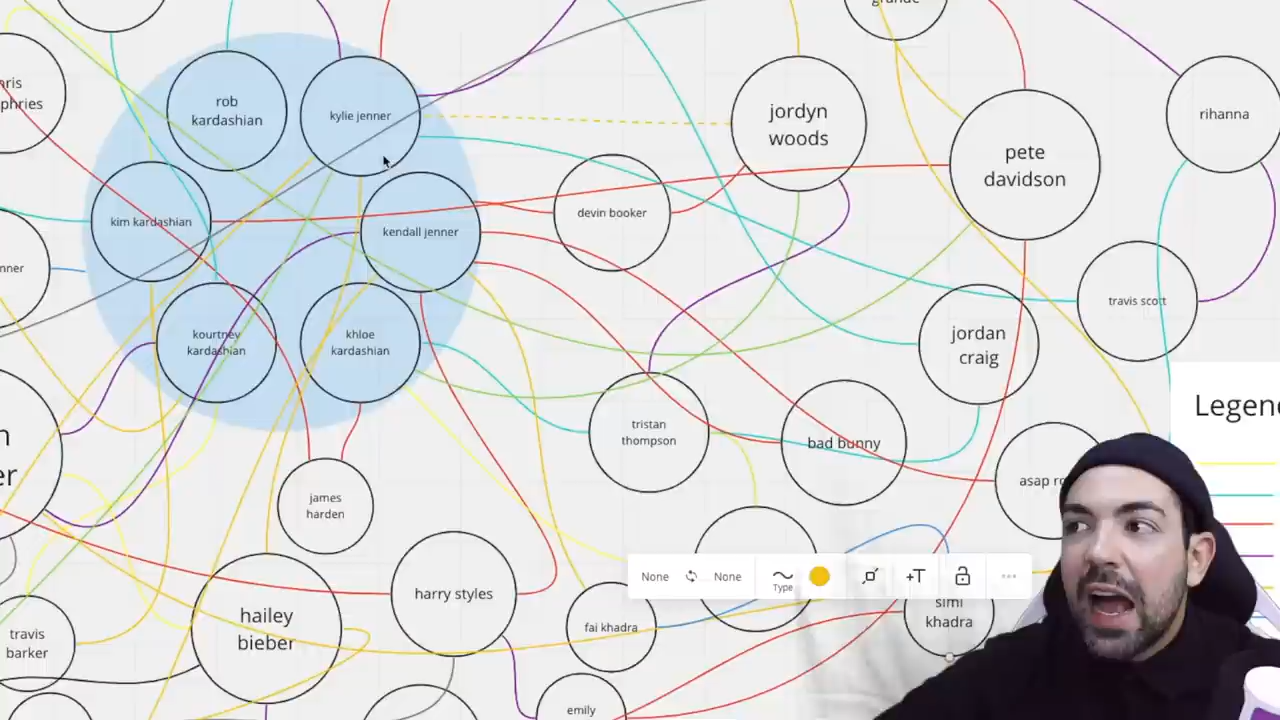 grande
rob
kardashian
kylie jenner
jordyn
woods
pete
davidson
rihanna
kim kardashian
kendall jenner
devin booker
travis scott
kourtney
kardashian
khloe
kardashian
jordan
craig
tristan
thompson
bad bunny
asap
james
harden
harry styles
hailey
bieber
travis
barker
fai khadra
simi
khadra
emily
None
None
Type
+T